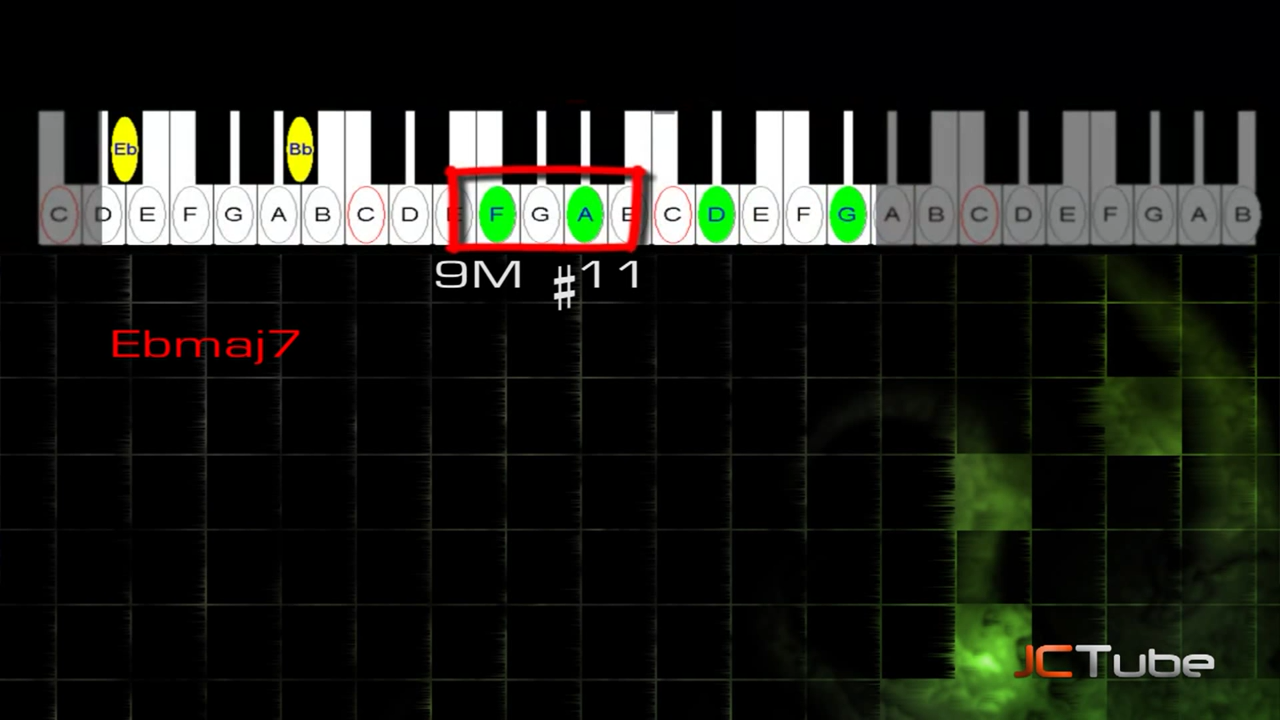 Eb Bb
C D E F G A B C D E F G A B C D E F G A B C D E F G A B
9M #11
Ebmaj7
JCTube